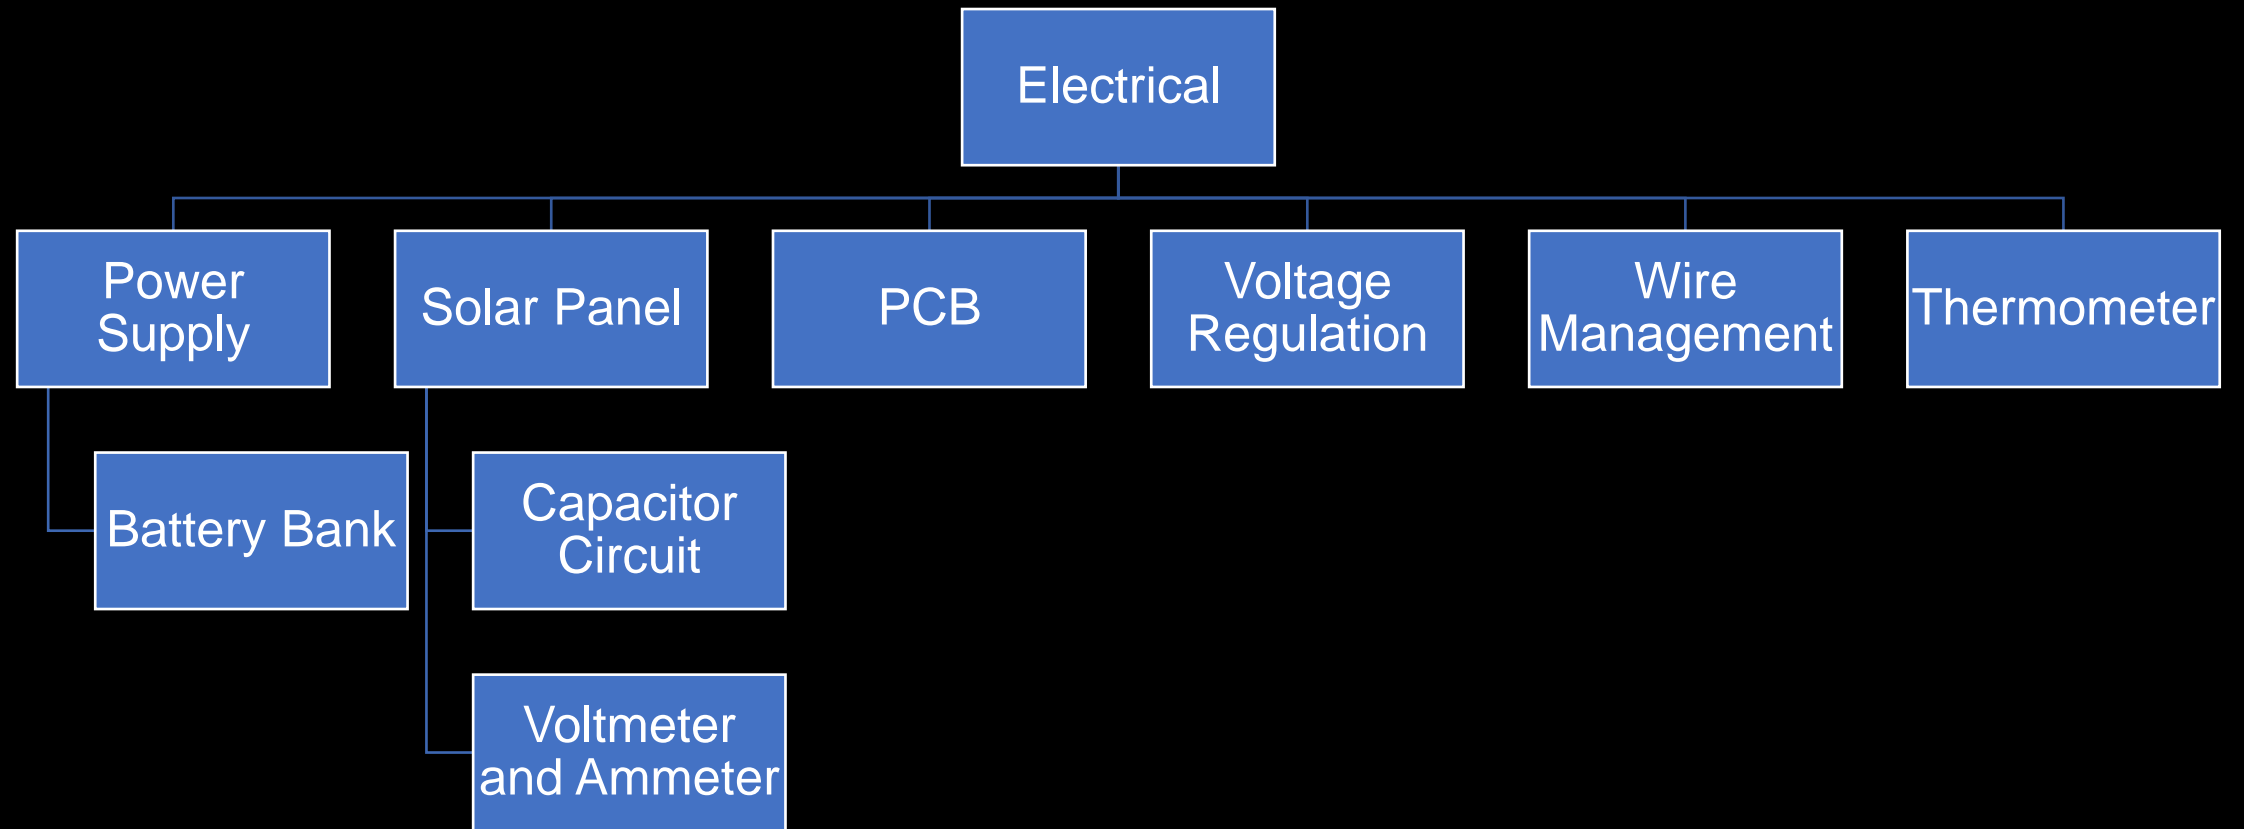 Electrical
Power
Supply
Solar Panel
PCB
Voltage
Regulation
Wire
Management
Thermometer
Battery Bank
Capacitor
Circuit
Voltmeter
and Ammeter